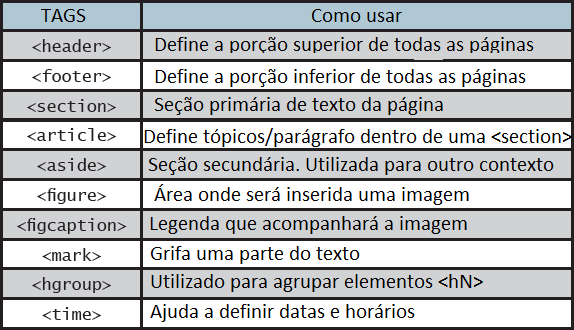 TAGS Como usar
<header> Define a porção superior de todas as páginas
<footer> Define a porção inferior de todas as páginas
<section> Seção primária de texto da página
<article> Define tópicos/parágrafo dentro de uma <section>
<aside> Seção secundária. Utilizada para outro contexto
<figure> Área onde será inserida uma imagem
<figcaption> Legenda que acompanhará a imagem
<mark> Grifa uma parte do texto
<hgroup> Utilizado para agrupar elementos <hN>
<time> Ajuda a definir datas e horários